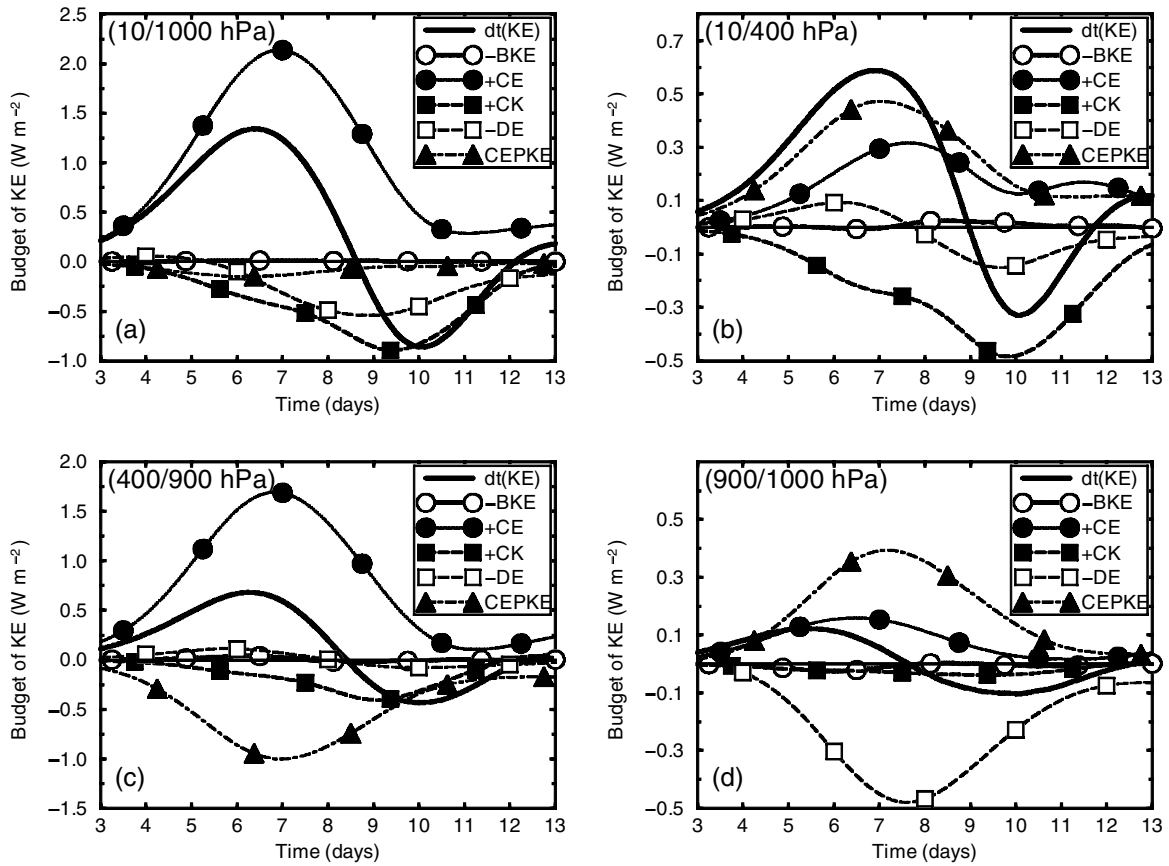 (10/1000 hPa)
dt(KE)
−BKE
+CE
+CK
−DE
CEPKE
Budget of KE (W m⁻²)
2.5
2.0
1.5
1.0
0.5
0.0
−0.5
−1.0
(a)
3 4 5 6 7 8 9 10 11 12 13
Time (days)
(10/400 hPa)
dt(KE)
−BKE
+CE
+CK
−DE
CEPKE
Budget of KE (W m⁻²)
0.7
0.5
0.3
0.1
−0.1
−0.3
−0.5
(b)
3 4 5 6 7 8 9 10 11 12 13
Time (days)
(400/900 hPa)
dt(KE)
−BKE
+CE
+CK
−DE
CEPKE
Budget of KE (W m⁻²)
2.0
1.5
1.0
0.5
0.0
−0.5
−1.0
−1.5
(c)
3 4 5 6 7 8 9 10 11 12 13
Time (days)
(900/1000 hPa)
dt(KE)
−BKE
+CE
+CK
−DE
CEPKE
Budget of KE (W m⁻²)
0.5
0.3
0.1
−0.1
−0.3
−0.5
(d)
3 4 5 6 7 8 9 10 11 12 13
Time (days)